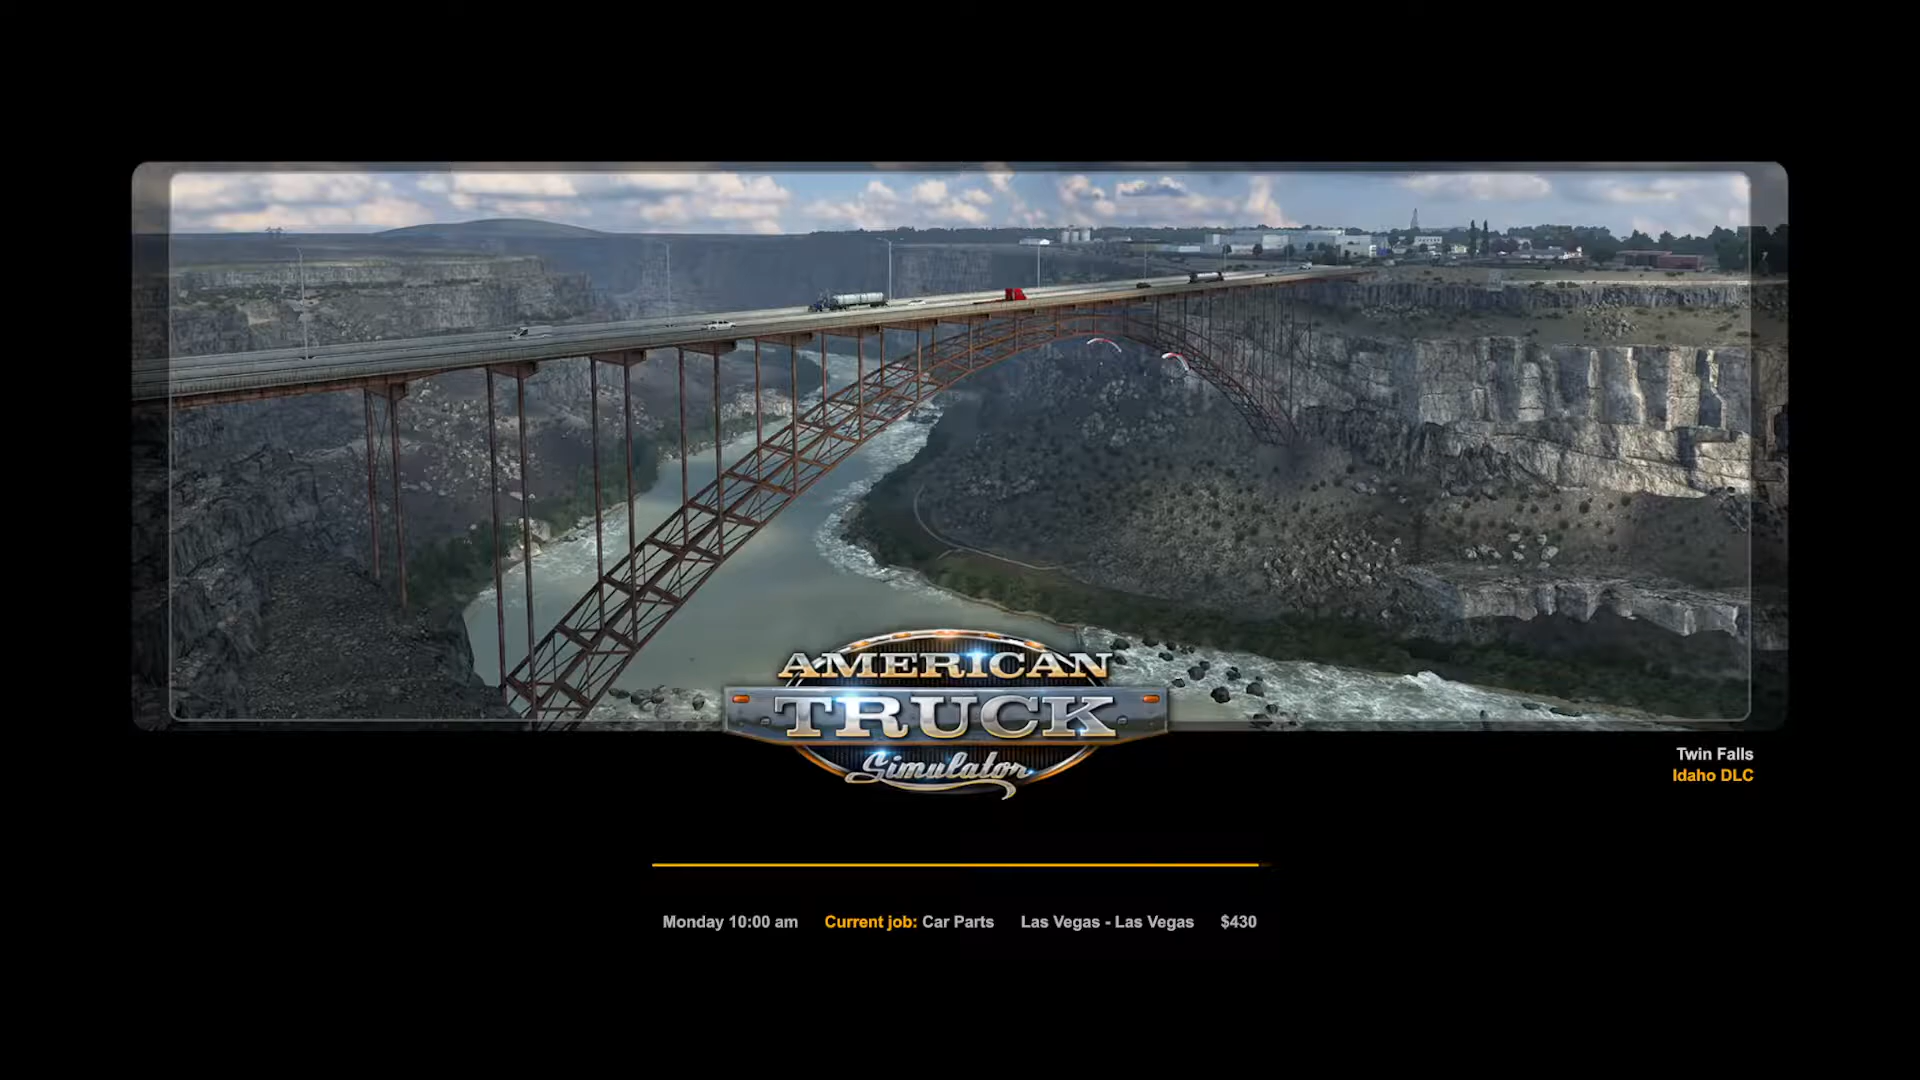 AMERICAN
TRUCK
Simulator
Twin Falls
Idaho DLC
Monday 10:00 am Current job: Car Parts Las Vegas - Las Vegas $430